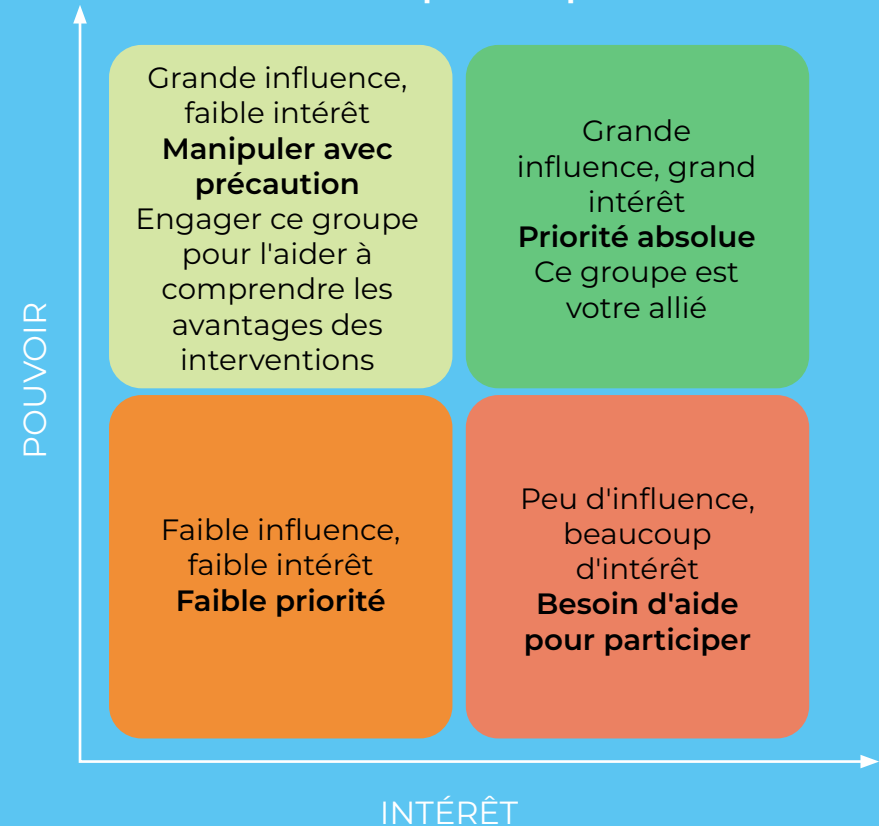 Grande influence,
faible intérêt
Manipuler avec
précaution
Engager ce groupe
pour l'aider à
comprendre les
avantages des
interventions
Grande
influence, grand
intérêt
Priorité absolue
Ce groupe est
votre allié
POUVOIR
Faible influence,
faible intérêt
Faible priorité
Peu d'influence,
beaucoup
d'intérêt
Besoin d'aide
pour participer
INTÉRÊT